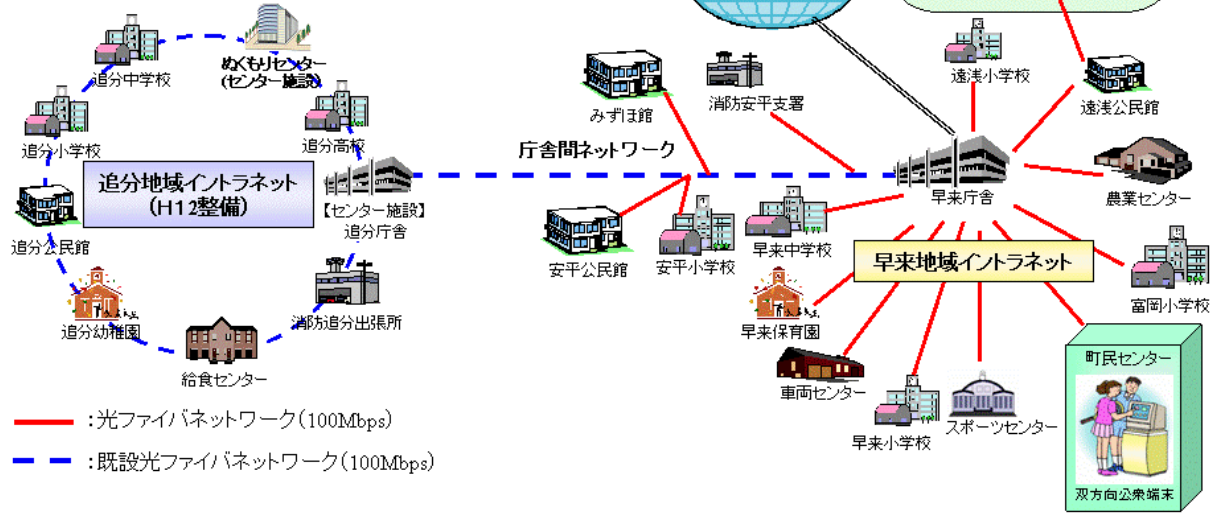 追分中学校
ぬくもりセンター
(センター施設)
追分小学校
追分高校
追分地域イントラネット
(H12整備)
追分公民館
【センター施設】
追分庁舎
追分幼稚園
消防追分出張所
給食センター
庁舎間ネットワーク
みずほ館
消防安平支署
遠浅小学校
遠浅公民館
早来庁舎
農業センター
安平公民館
安平小学校
早来中学校
早来地域イントラネット
富岡小学校
早来保育園
車両センター
早来小学校
スポーツセンター
町民センター
双方向公衆端末
:光ファイバネットワーク(100Mbps)
:既設光ファイバネットワーク(100Mbps)